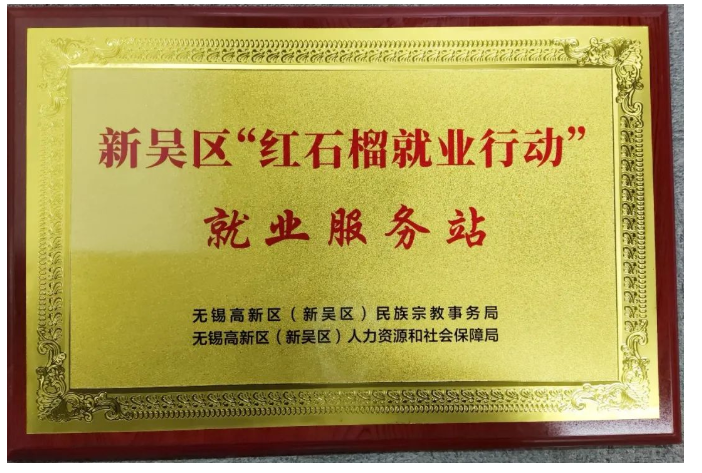 新吴区“红石榴就业行动”
就业服务站
无锡高新区（新吴区）民族宗教事务局
无锡高新区（新吴区）人力资源和社会保障局